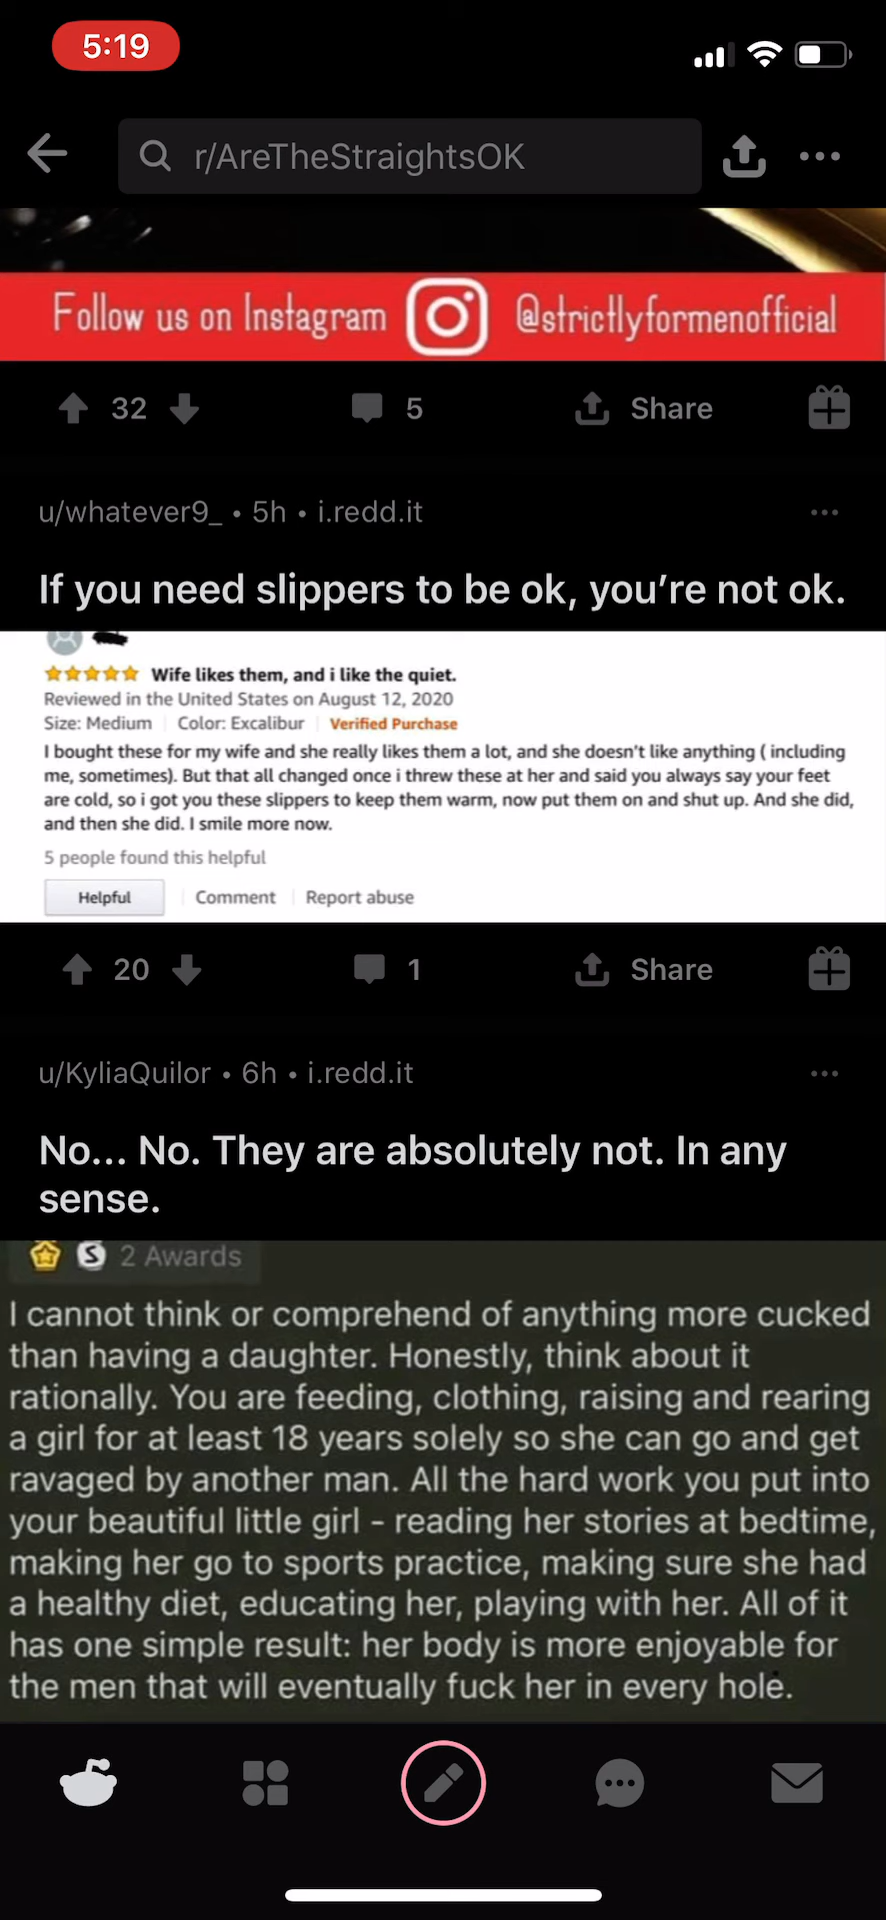 5:19
r/AreTheStraightsOK
Follow us on Instagram @strictlyformenofficial
32 5 Share
u/whatever9_ • 5h • i.redd.it
If you need slippers to be ok, you’re not ok.
Wife likes them, and i like the quiet.
Reviewed in the United States on August 12, 2020
Size: Medium Color: Excalibur Verified Purchase
I bought these for my wife and she really likes them a lot, and she doesn't like anything ( including
me, sometimes). But that all changed once i threw these at her and said you always say your feet
are cold, so i got you these slippers to keep them warm, now put them on and shut up. And she did,
and then she did. I smile more now.
5 people found this helpful
Helpful Comment Report abuse
20 1 Share
u/KyliaQuilor • 6h • i.redd.it
No... No. They are absolutely not. In any
sense.
S 2 Awards
I cannot think or comprehend of anything more cucked
than having a daughter. Honestly, think about it
rationally. You are feeding, clothing, raising and rearing
a girl for at least 18 years solely so she can go and get
ravaged by another man. All the hard work you put into
your beautiful little girl - reading her stories at bedtime,
making her go to sports practice, making sure she had
a healthy diet, educating her, playing with her. All of it
has one simple result: her body is more enjoyable for
the men that will eventually fuck her in every hole.